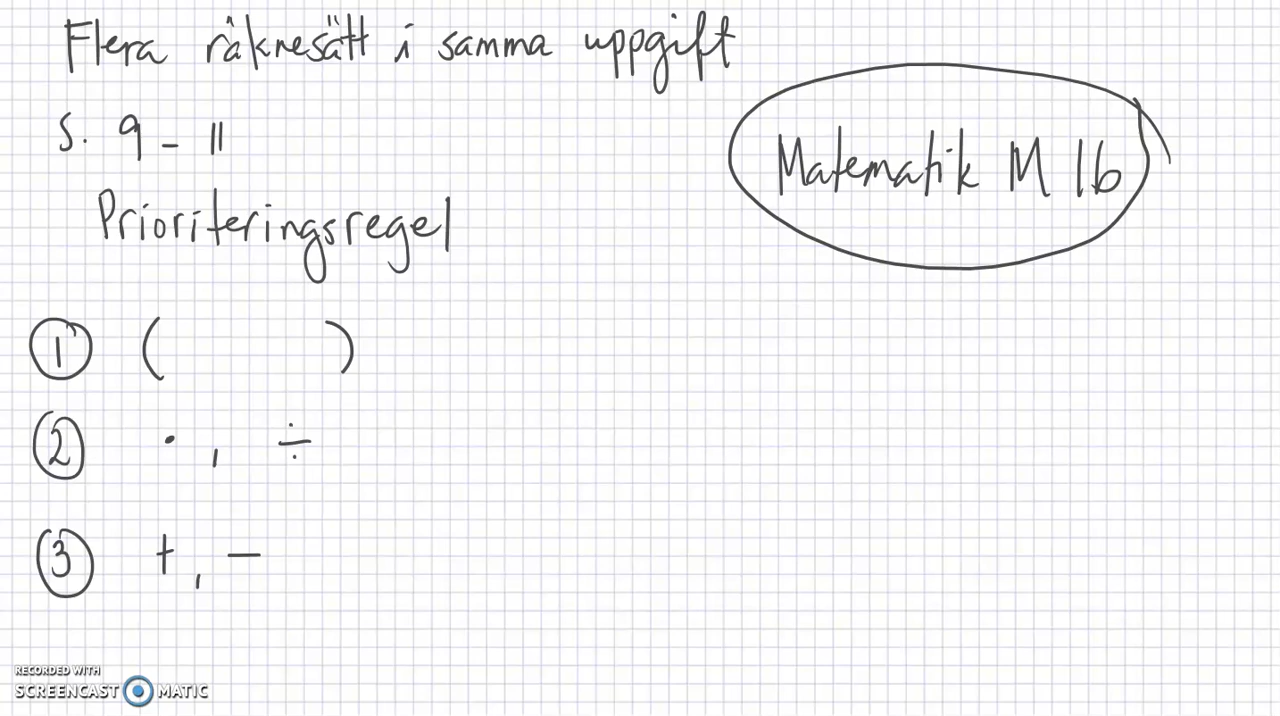 Flera räknesätt i samma uppgift
s. 9 - 11
Matematik M 1b
Prioriteringsregel
① ( )
② · , ÷
③ + , −
RECORDED WITH
SCREENCAST MATIC